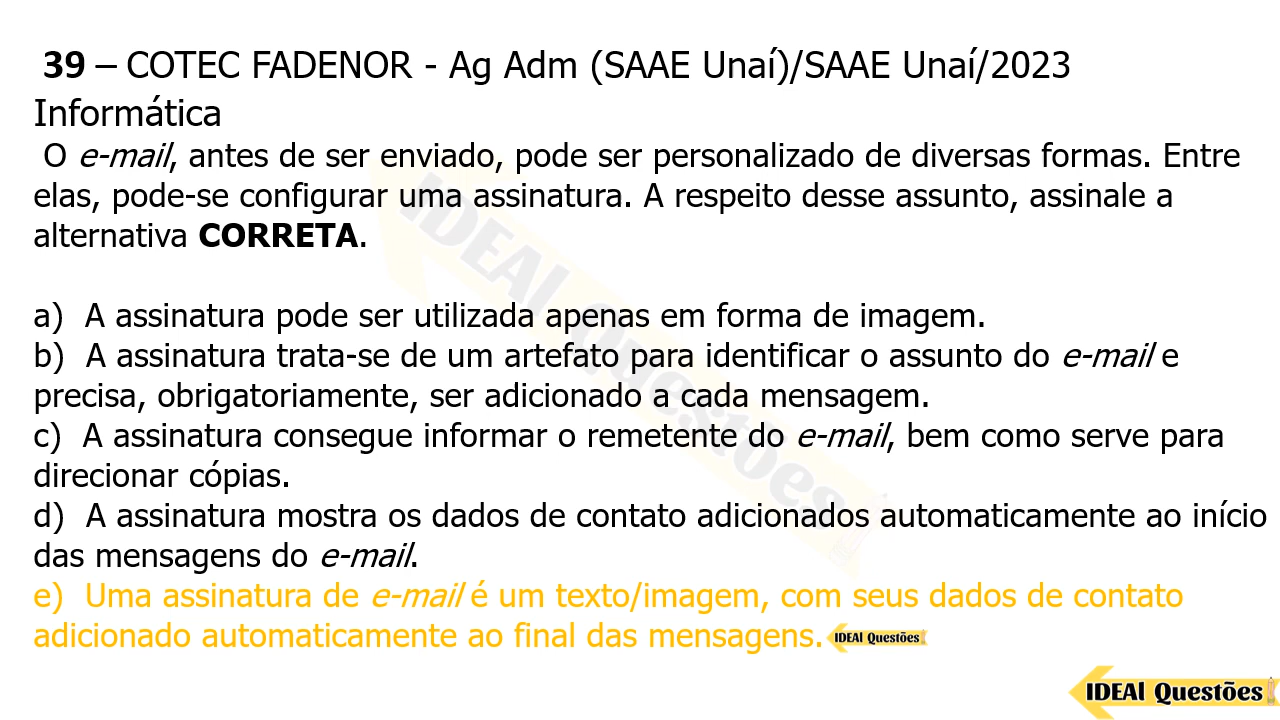 39 – COTEC FADENOR - Ag Adm (SAAE Unaí)/SAAE Unaí/2023
Informática
O e-mail, antes de ser enviado, pode ser personalizado de diversas formas. Entre
elas, pode-se configurar uma assinatura. A respeito desse assunto, assinale a
alternativa CORRETA.
a) A assinatura pode ser utilizada apenas em forma de imagem.
b) A assinatura trata-se de um artefato para identificar o assunto do e-mail e
precisa, obrigatoriamente, ser adicionado a cada mensagem.
c) A assinatura consegue informar o remetente do e-mail, bem como serve para
direcionar cópias.
d) A assinatura mostra os dados de contato adicionados automaticamente ao início
das mensagens do e-mail.
e) Uma assinatura de e-mail é um texto/imagem, com seus dados de contato
adicionado automaticamente ao final das mensagens.
IDEAl Questões
IDEAl Questões
IDEAl Questões